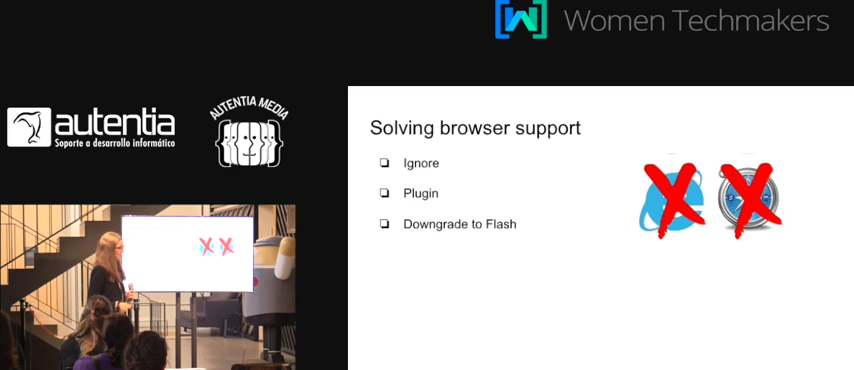 Women Techmakers
autentia
Soporte a desarrollo informático
AUTENTIA MEDIA
Solving browser support
Ignore
Plugin
Downgrade to Flash